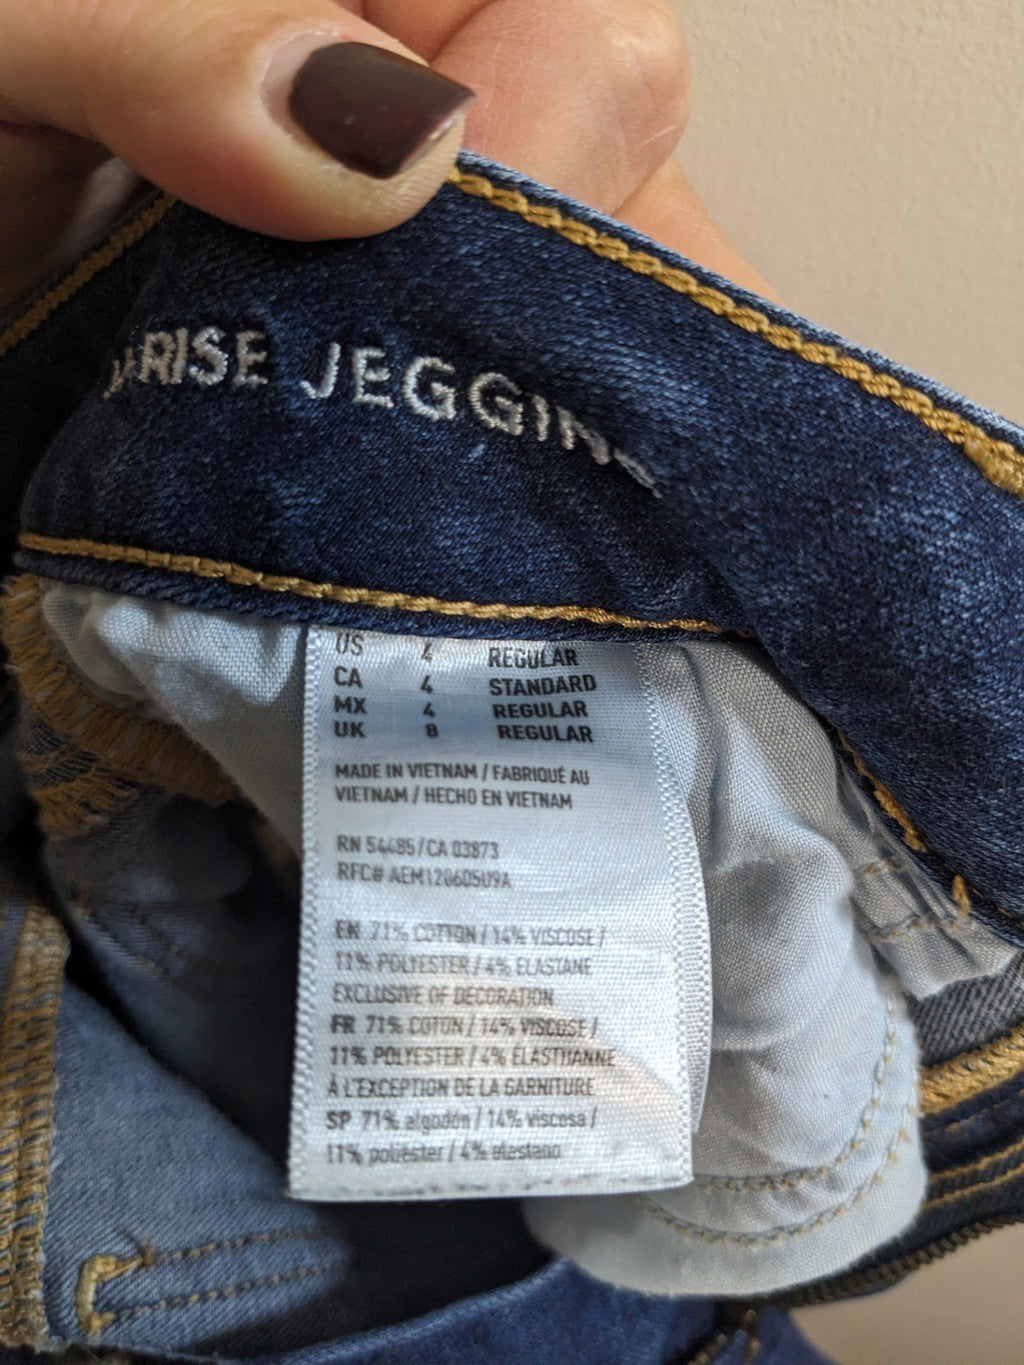 RISE JEGGING
US 4 REGULAR
CA 4 STANDARD
MX 4 REGULAR
UK 8 REGULAR
MADE IN VIETNAM / FABRIQUÉ AU
VIETNAM / HECHO EN VIETNAM
RN 54485/CA 03873
RFC# AEM120605U9A
EN 71% COTTON / 14% VISCOSE /
11% POLYESTER / 4% ELASTANE
EXCLUSIVE OF DECORATION
FR 71% COTON / 14% VISCOSE /
11% POLYESTER / 4% ÉLASTHANNE
À L'EXCEPTION DE LA GARNITURE
SP 71% algodón / 14% viscosa /
11% poliéster / 4% elastano